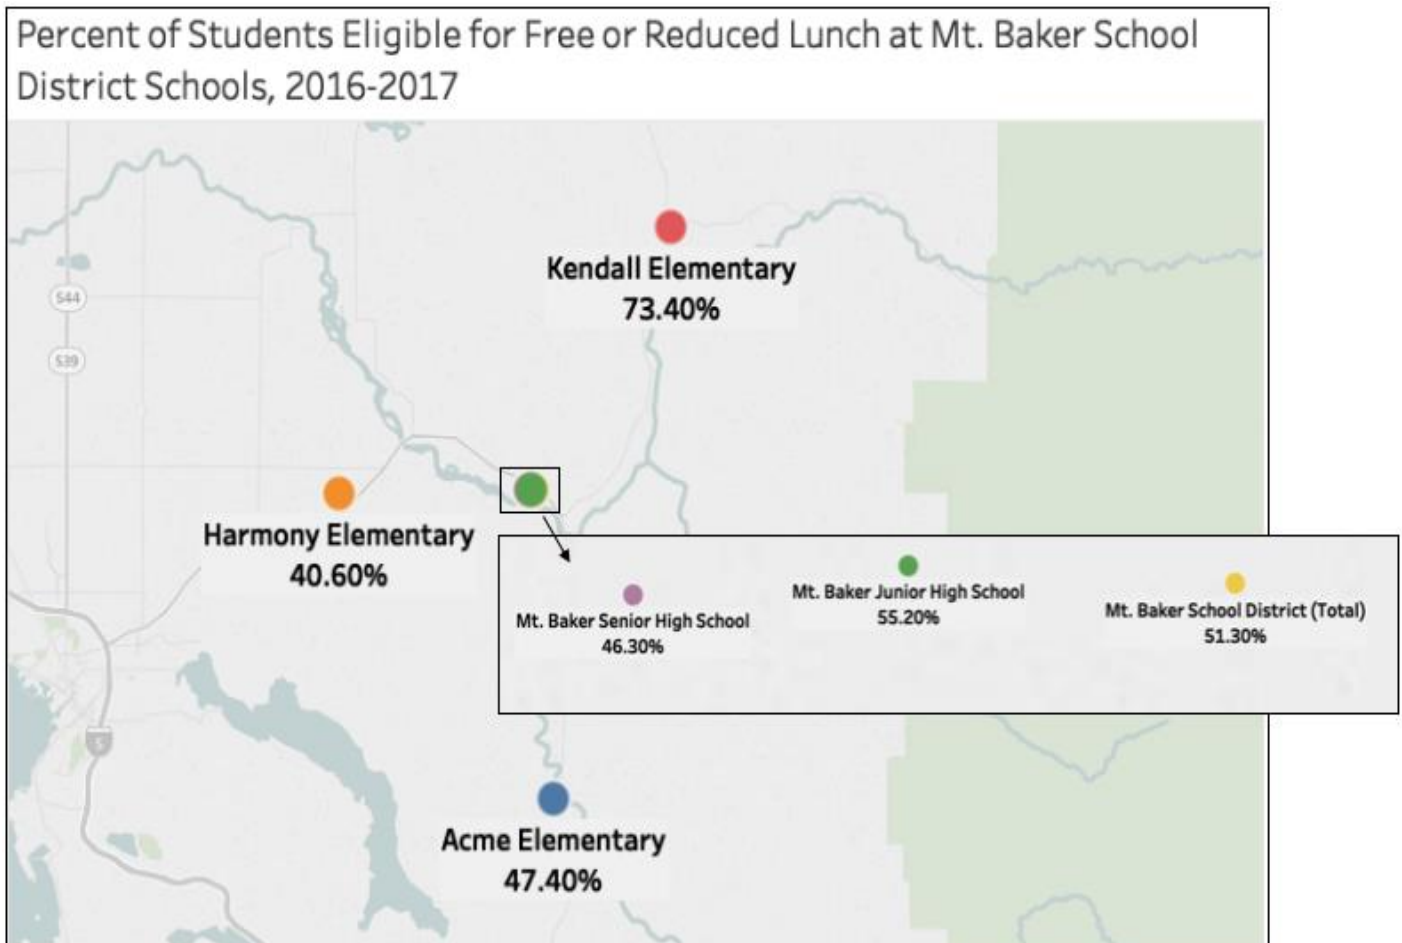 Percent of Students Eligible for Free or Reduced Lunch at Mt. Baker School
District Schools, 2016-2017
Kendall Elementary
73.40%
544
539
Harmony Elementary
40.60%
Mt. Baker Senior High School
46.30%
Mt. Baker Junior High School
55.20%
Mt. Baker School District (Total)
51.30%
5
Acme Elementary
47.40%